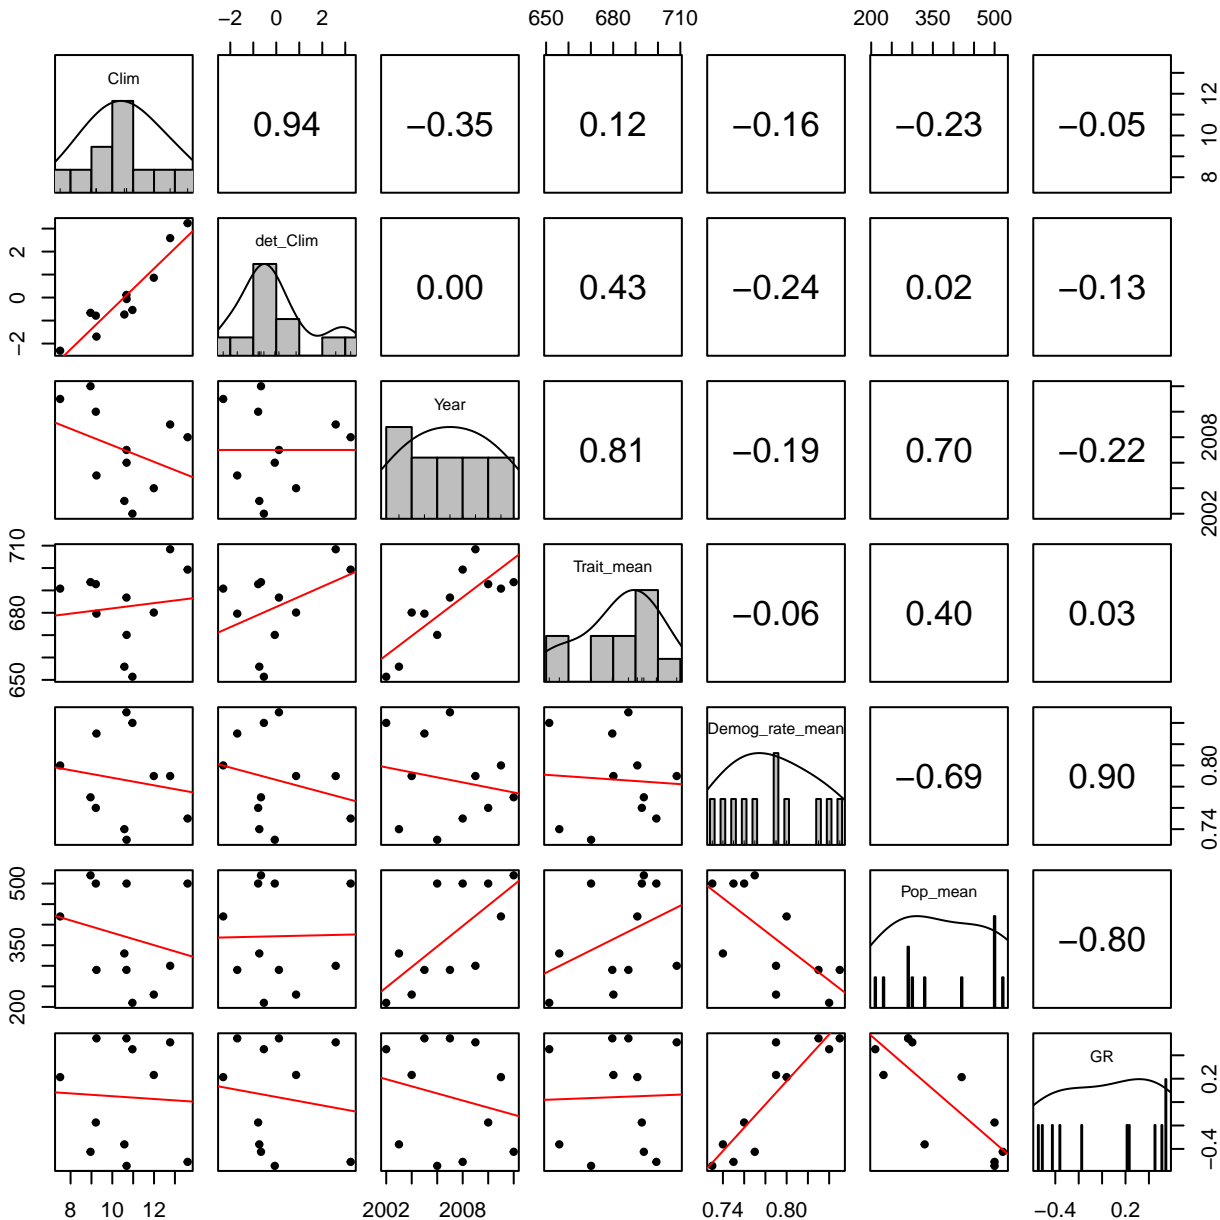 −2 0 2 650 680 710 200 350 500
Clim 0.94 −0.35 0.12 −0.16 −0.23 −0.05 8 10 12
−2 0 2 det_Clim 0.00 0.43 −0.24 0.02 −0.13
Year 0.81 −0.19 0.70 −0.22 2002 2008
650 680 710 Trait_mean −0.06 0.40 0.03
Demog_rate_mean −0.69 0.90 0.74 0.80
200 350 500 Pop_mean −0.80
GR −0.4 0.2
8 10 12 2002 2008 0.74 0.80 −0.4 0.2